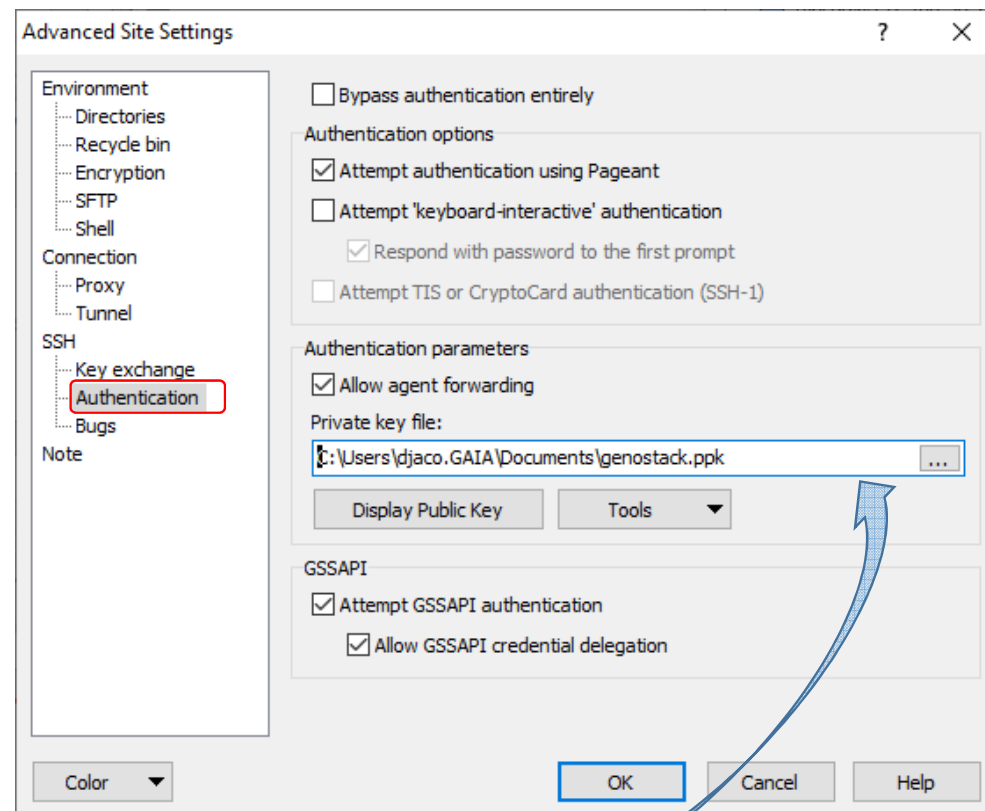 Advanced Site Settings
?
Environment
Directories
Recycle bin
Encryption
SFTP
Shell
Connection
Proxy
Tunnel
SSH
Key exchange
Authentication
Bugs
Note
Bypass authentication entirely
Authentication options
Attempt authentication using Pageant
Attempt 'keyboard-interactive' authentication
Respond with password to the first prompt
Attempt TIS or CryptoCard authentication (SSH-1)
Authentication parameters
Allow agent forwarding
Private key file:
C:\Users\djaco.GAIA\Documents\genostack.ppk
...
Display Public Key
Tools
GSSAPI
Attempt GSSAPI authentication
Allow GSSAPI credential delegation
Color
OK
Cancel
Help